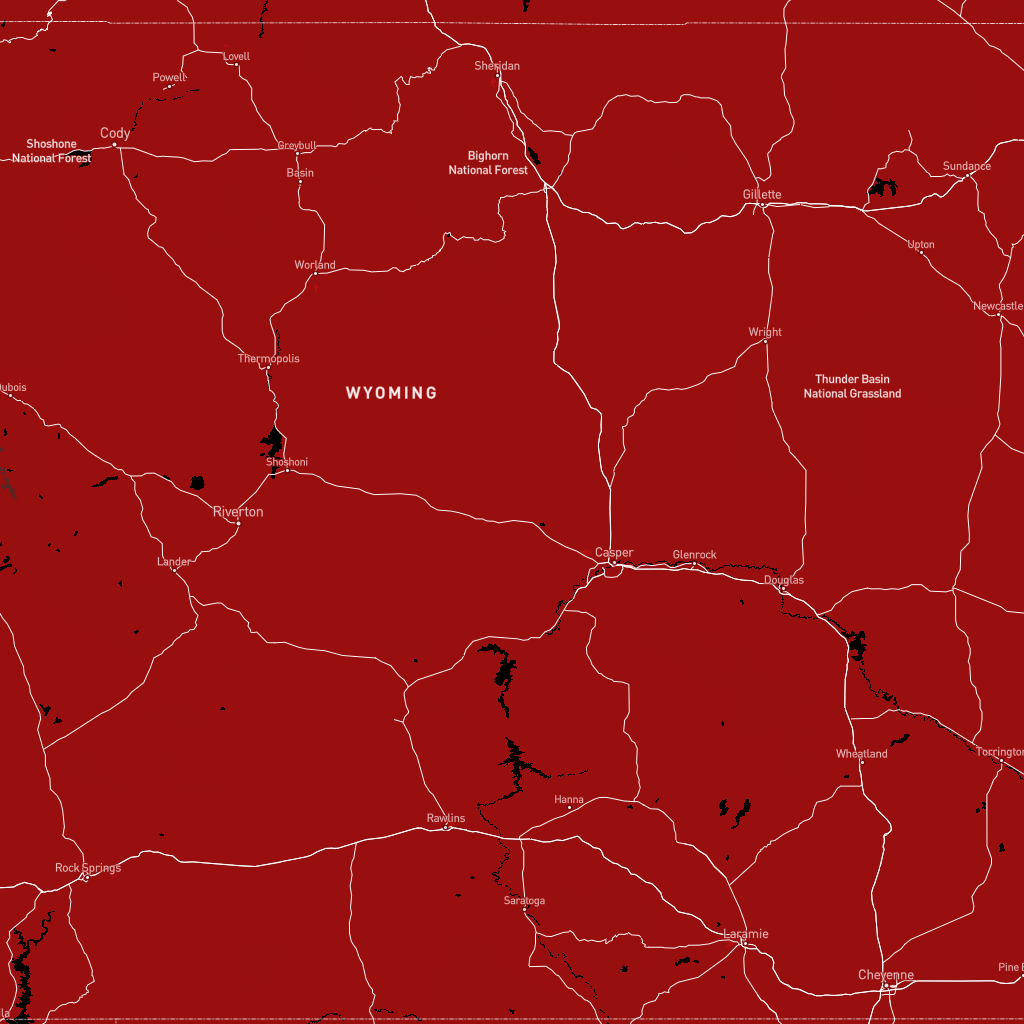 Lovell
Sheridan
Powell
Cody
Shoshone
National Forest
Greybull
Bighorn
National Forest
Basin
Sundance
Gillette
Upton
Worland
Newcastle
Wright
Thermopolis
WYOMING
Thunder Basin
National Grassland
Dubois
Shoshoni
Riverton
Casper
Glenrock
Lander
Douglas
Wheatland
Torrington
Hanna
Rawlins
Rock Springs
Saratoga
Laramie
Cheyenne
Pine B
la